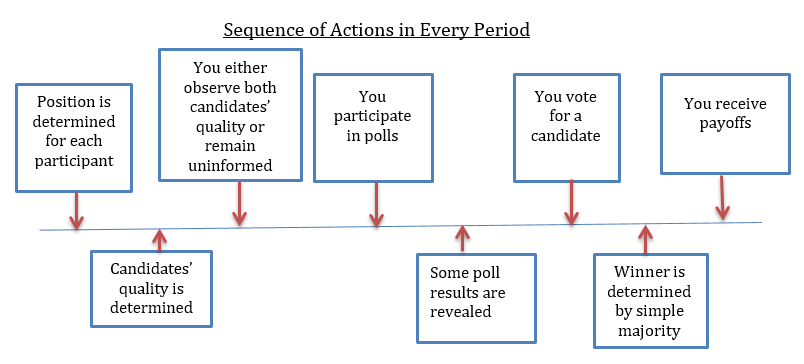 Sequence of Actions in Every Period
Position is
determined
for each
participant
Candidates'
quality is
determined
You either
observe both
candidates'
quality or
remain
uninformed
You
participate
in polls
Some poll
results are
revealed
You vote
for a
candidate
Winner is
determined
by simple
majority
You receive
payoffs